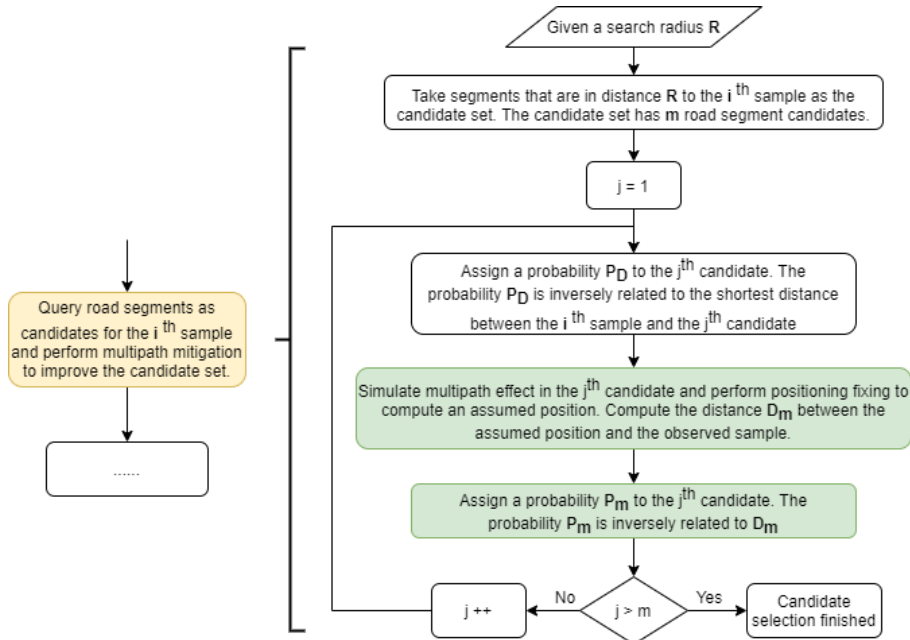 Given a search radius R
Take segments that are in distance R to the i th sample as the
candidate set. The candidate set has m road segment candidates.
j = 1
Assign a probability PD to the jth candidate. The
probability PD is inversely related to the shortest distance
between the i th sample and the jth candidate
Query road segments as
candidates for the i th sample
and perform multipath mitigation
to improve the candidate set.
......
Simulate multipath effect in the jth candidate and perform positioning fixing to
compute an assumed position. Compute the distance Dm between the
assumed position and the observed sample.
Assign a probability Pm to the jth candidate. The
probability Pm is inversely related to Dm
j ++
No
j > m
Yes
Candidate
selection finished